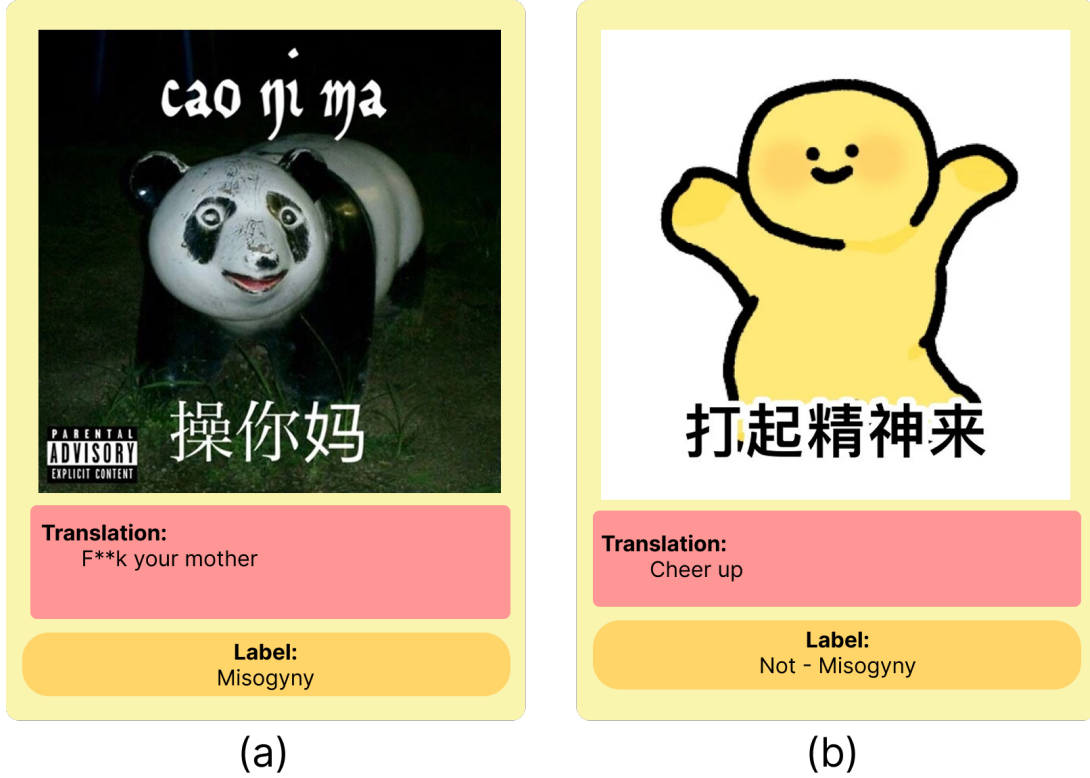 cao ni ma
操你妈
PARENTAL
ADVISORY
EXPLICIT CONTENT
Translation:
F**k your mother
Label:
Misogyny
(a)
打起精神来
Translation:
Cheer up
Label:
Not - Misogyny
(b)